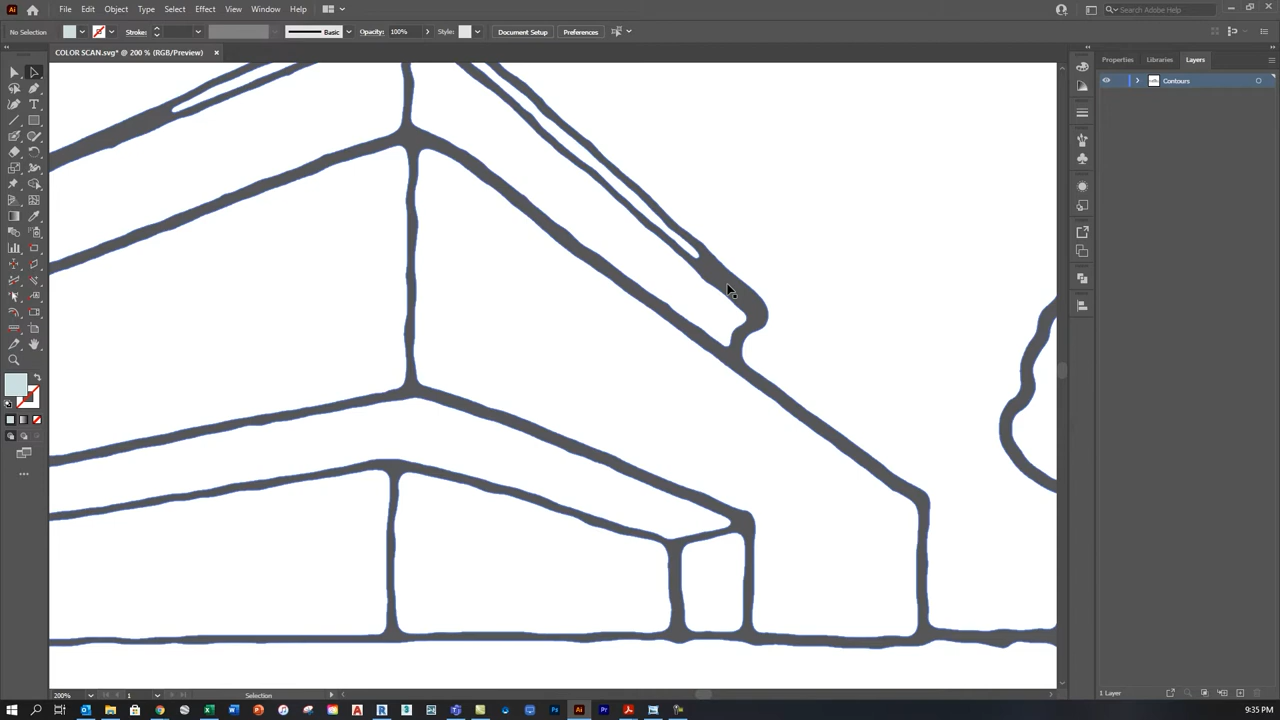 Ai File Edit Object Type Select Effect View Window Help Search Adobe Help
No Selection Stroke: Basic Opacity: 100% Style: Document Setup Preferences
COLOR SCAN.svg* @ 200 % (RGB/Preview) ×
Properties Libraries Layers
Contours
1 Layer
200% 1 Selection
9:35 PM